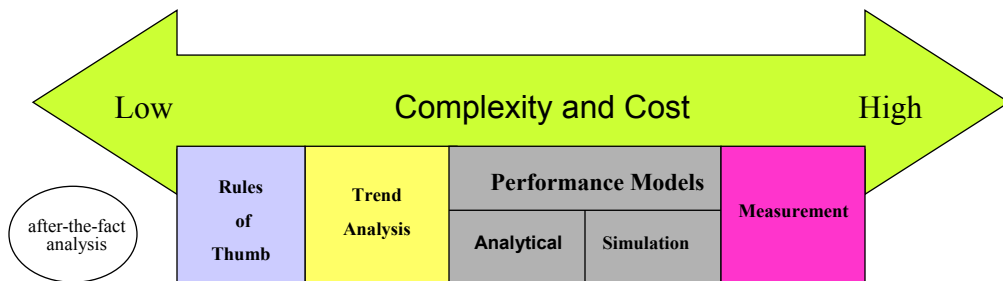 Low Complexity and Cost High
Rules
of
Thumb
Trend
Analysis
Performance Models
Analytical
Simulation
Measurement
after-the-fact
analysis